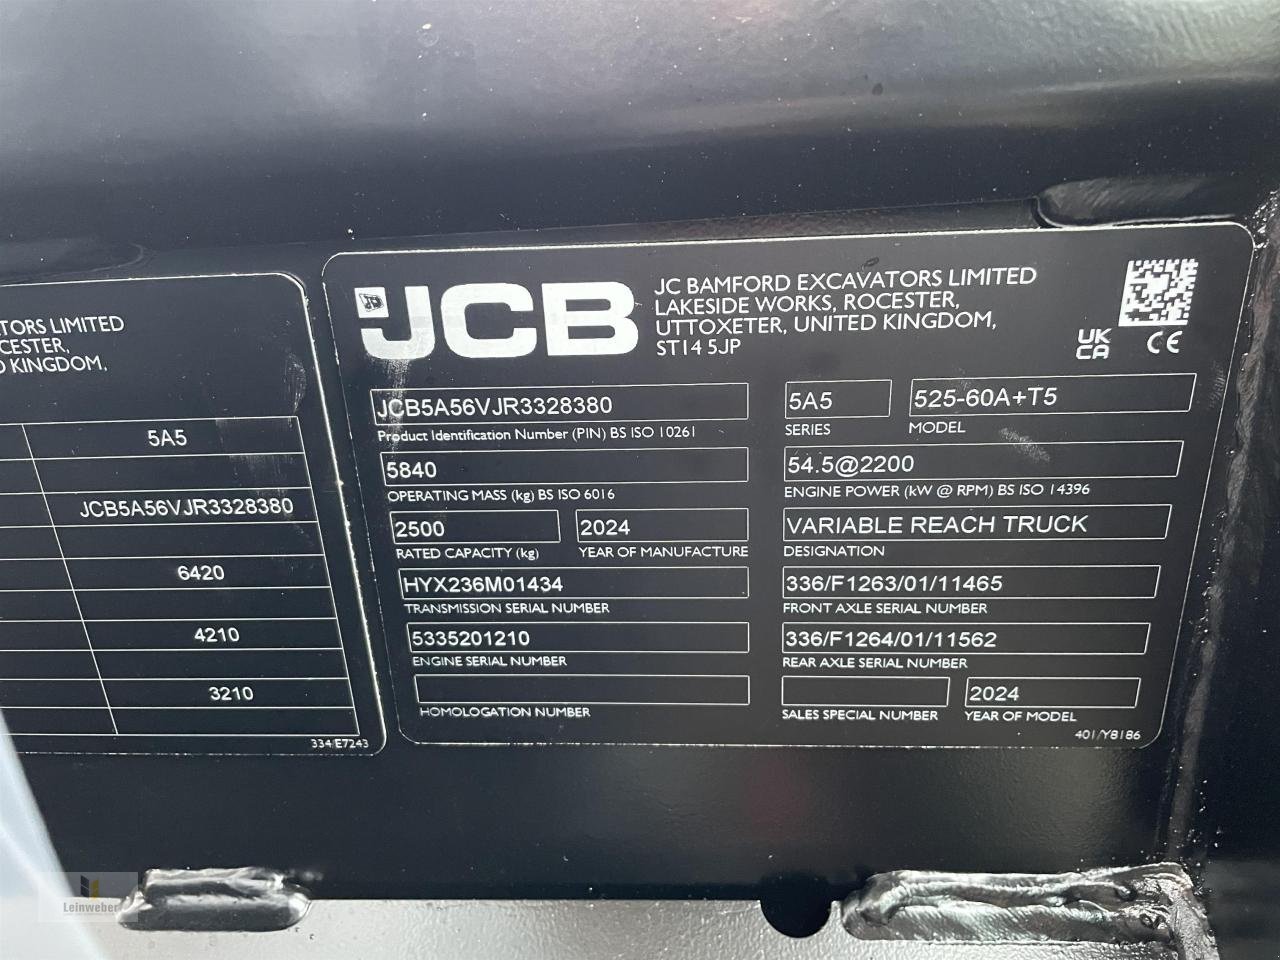 TORS LIMITED
CESTER,
KINGDOM,
5A5
JCB5A56VJR3328380
6420
4210
3210
334/E7243
JCB
JC BAMFORD EXCAVATORS LIMITED
LAKESIDE WORKS, ROCESTER,
UTTOXETER, UNITED KINGDOM,
ST14 5JP
UK
CA
CE
JCB5A56VJR3328380
Product Identification Number (PIN) BS ISO 10261
5A5
SERIES
525-60A+T5
MODEL
5840
OPERATING MASS (kg) BS ISO 6016
54.5@2200
ENGINE POWER (kW @ RPM) BS ISO 14396
2500
RATED CAPACITY (kg)
2024
YEAR OF MANUFACTURE
VARIABLE REACH TRUCK
DESIGNATION
HYX236M01434
TRANSMISSION SERIAL NUMBER
336/F1263/01/11465
FRONT AXLE SERIAL NUMBER
5335201210
ENGINE SERIAL NUMBER
336/F1264/01/11562
REAR AXLE SERIAL NUMBER
HOMOLOGATION NUMBER
SALES SPECIAL NUMBER
2024
YEAR OF MODEL
401/Y8186
Leinweber